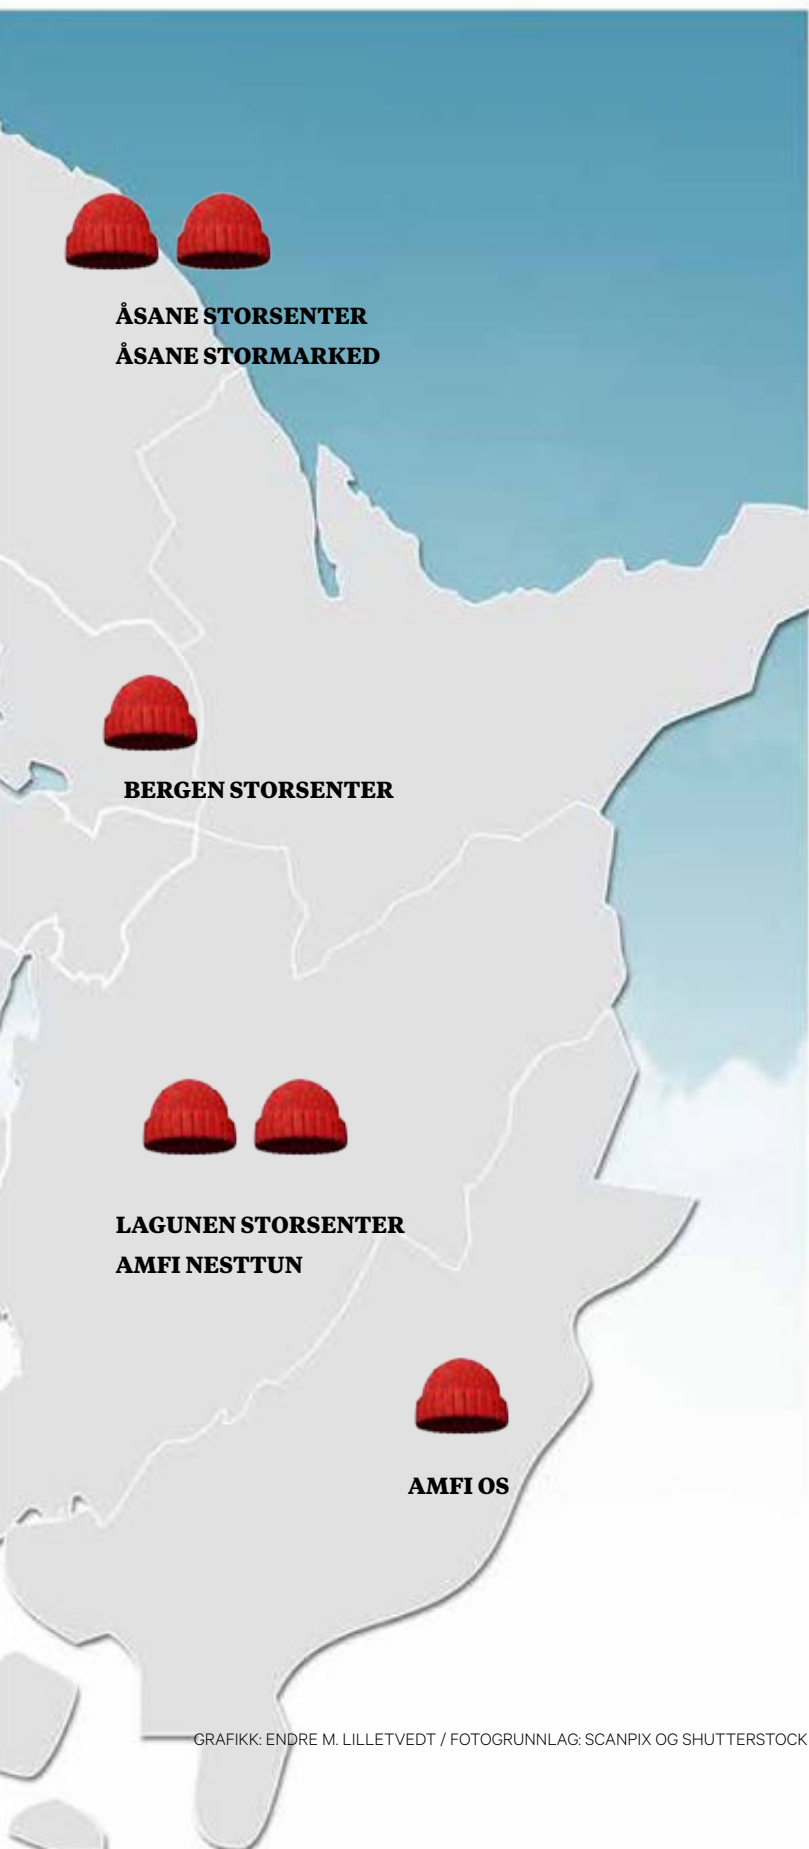 ÅSANE STORSENTER
ÅSANE STORMARKED
BERGEN STORSENTER
LAGUNEN STORSENTER
AMFI NESTTUN
AMFI OS
GRAFIKK: ENDRE M. LILLETVEDT / FOTOGRUNNLAG: SCANPIX OG SHUTTERSTOCK